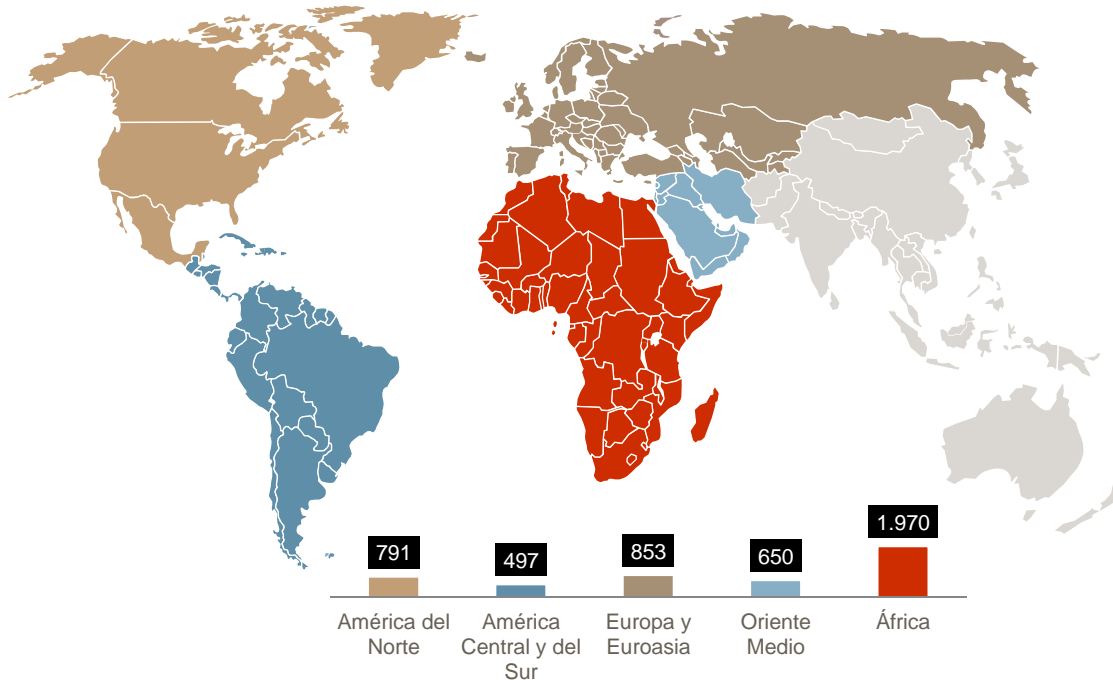 791
497
853
650
1.970
América del
Norte
América
Central y del
Sur
Europa y
Euroasia
Oriente
Medio
África